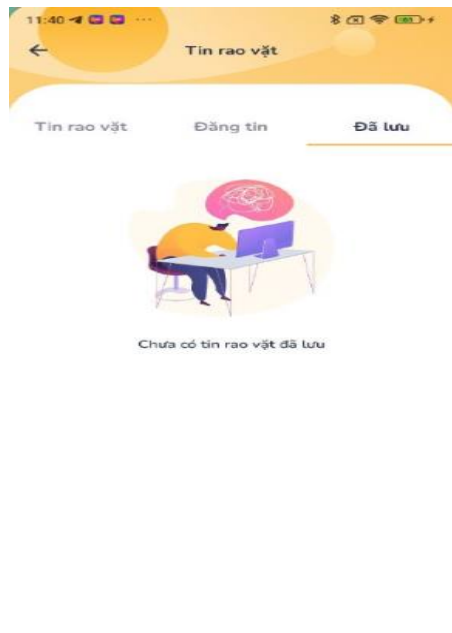 11:40
Tin rao vặt
Tin rao vặt Đăng tin Đã lưu
Chưa có tin rao vặt đã lưu